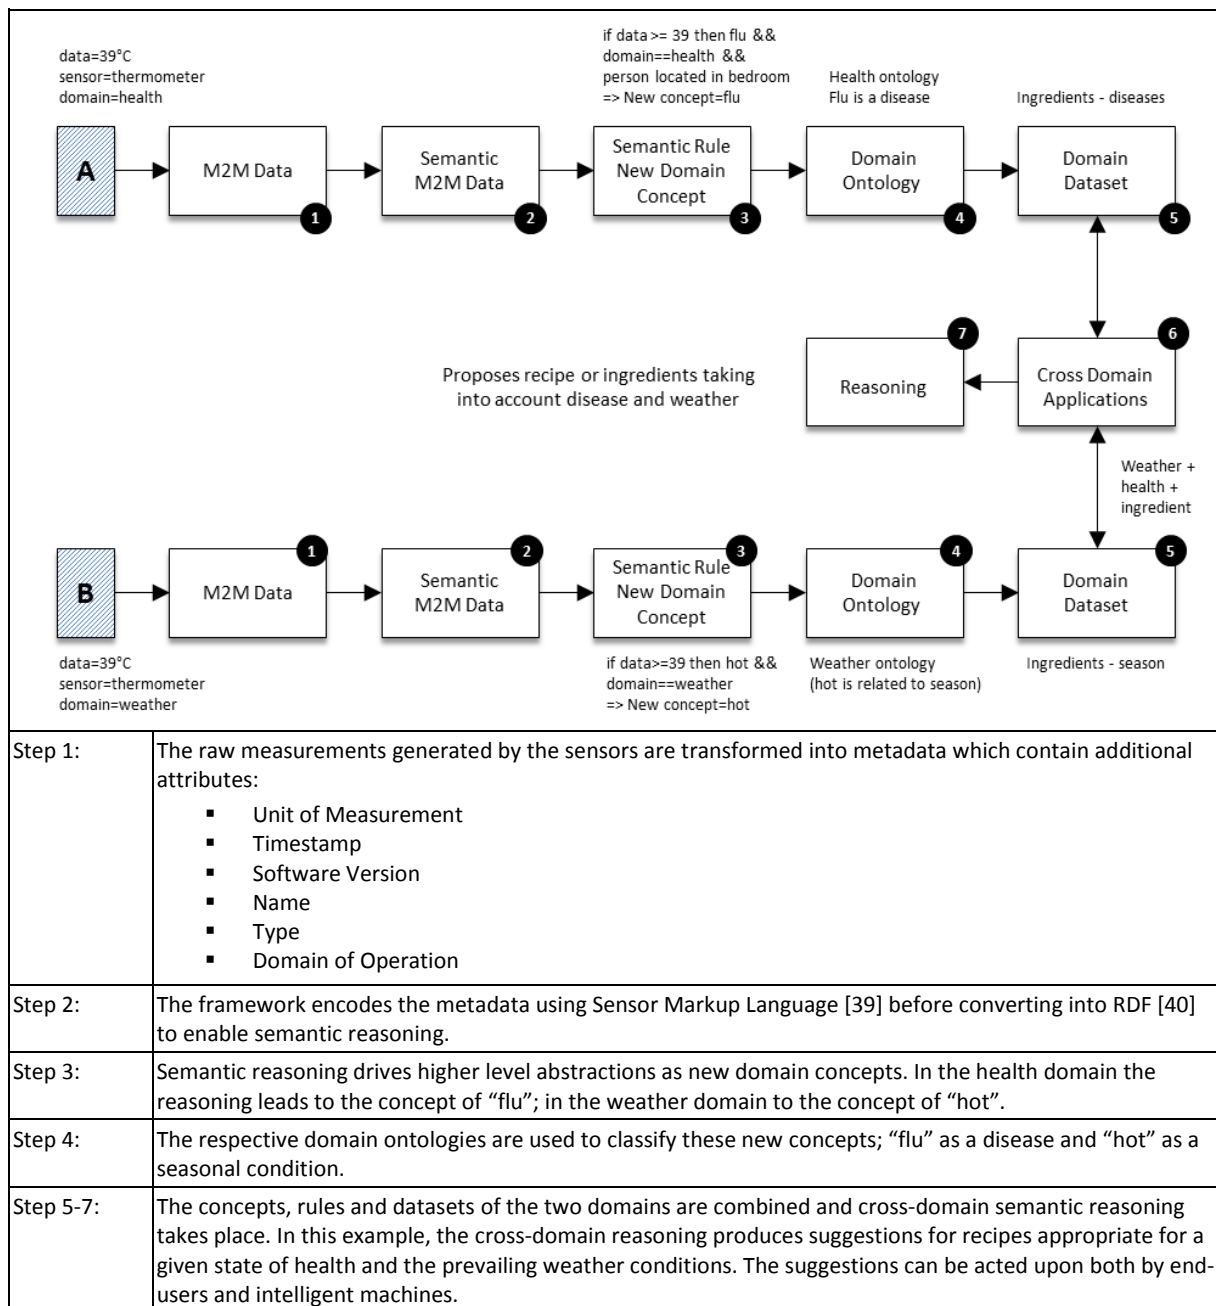 data=39°C
sensor=thermometer
domain=health
if data>= 39 then flu &&
domain==health &&
person located in bedroom
=> New concept=flu
Health ontology
Flu is a disease
Ingredients - diseases
A
M2M Data
1
Semantic
M2M Data
2
Semantic Rule
New Domain
Concept
3
Domain
Ontology
4
Domain
Dataset
5
Proposes recipe or ingredients taking
into account disease and weather
Reasoning
7
Cross Domain
Applications
6
Weather +
health +
ingredient
B
M2M Data
1
Semantic
M2M Data
2
Semantic Rule
New Domain
Concept
3
Domain
Ontology
4
Domain
Dataset
5
data=39°C
sensor=thermometer
domain=weather
if data>=39 then hot &&
domain==weather
=> New concept=hot
Weather ontology
(hot is related to season)
Ingredients - season
Step 1:
The raw measurements generated by the sensors are transformed into metadata which contain additional
attributes:
▪ Unit of Measurement
▪ Timestamp
▪ Software Version
▪ Name
▪ Type
▪ Domain of Operation
Step 2:
The framework encodes the metadata using Sensor Markup Language [39] before converting into RDF [40]
to enable semantic reasoning.
Step 3:
Semantic reasoning drives higher level abstractions as new domain concepts. In the health domain the
reasoning leads to the concept of “flu”; in the weather domain to the concept of “hot”.
Step 4:
The respective domain ontologies are used to classify these new concepts; “flu” as a disease and “hot” as a
seasonal condition.
Step 5-7:
The concepts, rules and datasets of the two domains are combined and cross-domain semantic reasoning
takes place. In this example, the cross-domain reasoning produces suggestions for recipes appropriate for a
given state of health and the prevailing weather conditions. The suggestions can be acted upon both by end-
users and intelligent machines.